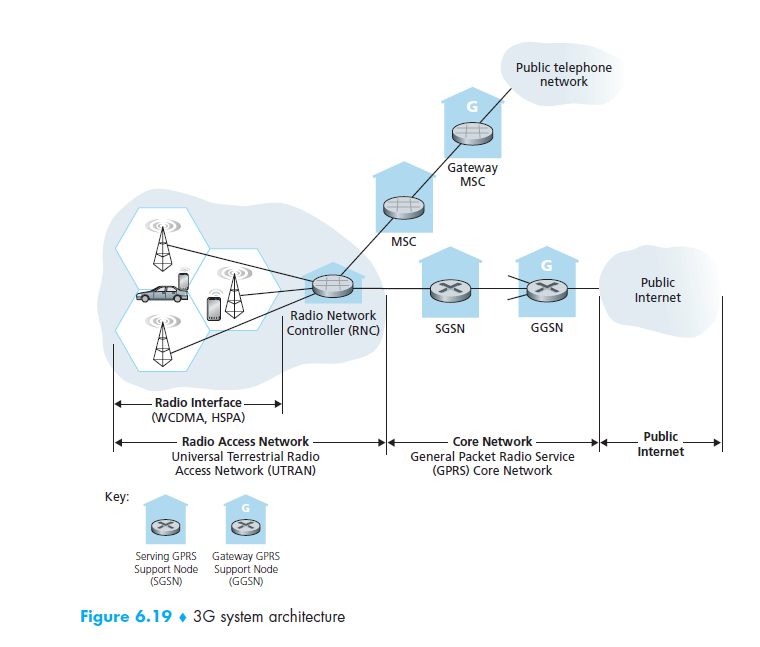 Public telephone
network
G
Gateway
MSC
MSC
G
Public
Internet
Radio Network
Controller (RNC)
SGSN
GGSN
Radio Interface
(WCDMA, HSPA)
Radio Access Network
Universal Terrestrial Radio
Access Network (UTRAN)
Core Network
General Packet Radio Service
(GPRS) Core Network
Public
Internet
Key:
G
Serving GPRS
Support Node
(SGSN)
Gateway GPRS
Support Node
(GGSN)
Figure 6.19 ♦ 3G system architecture